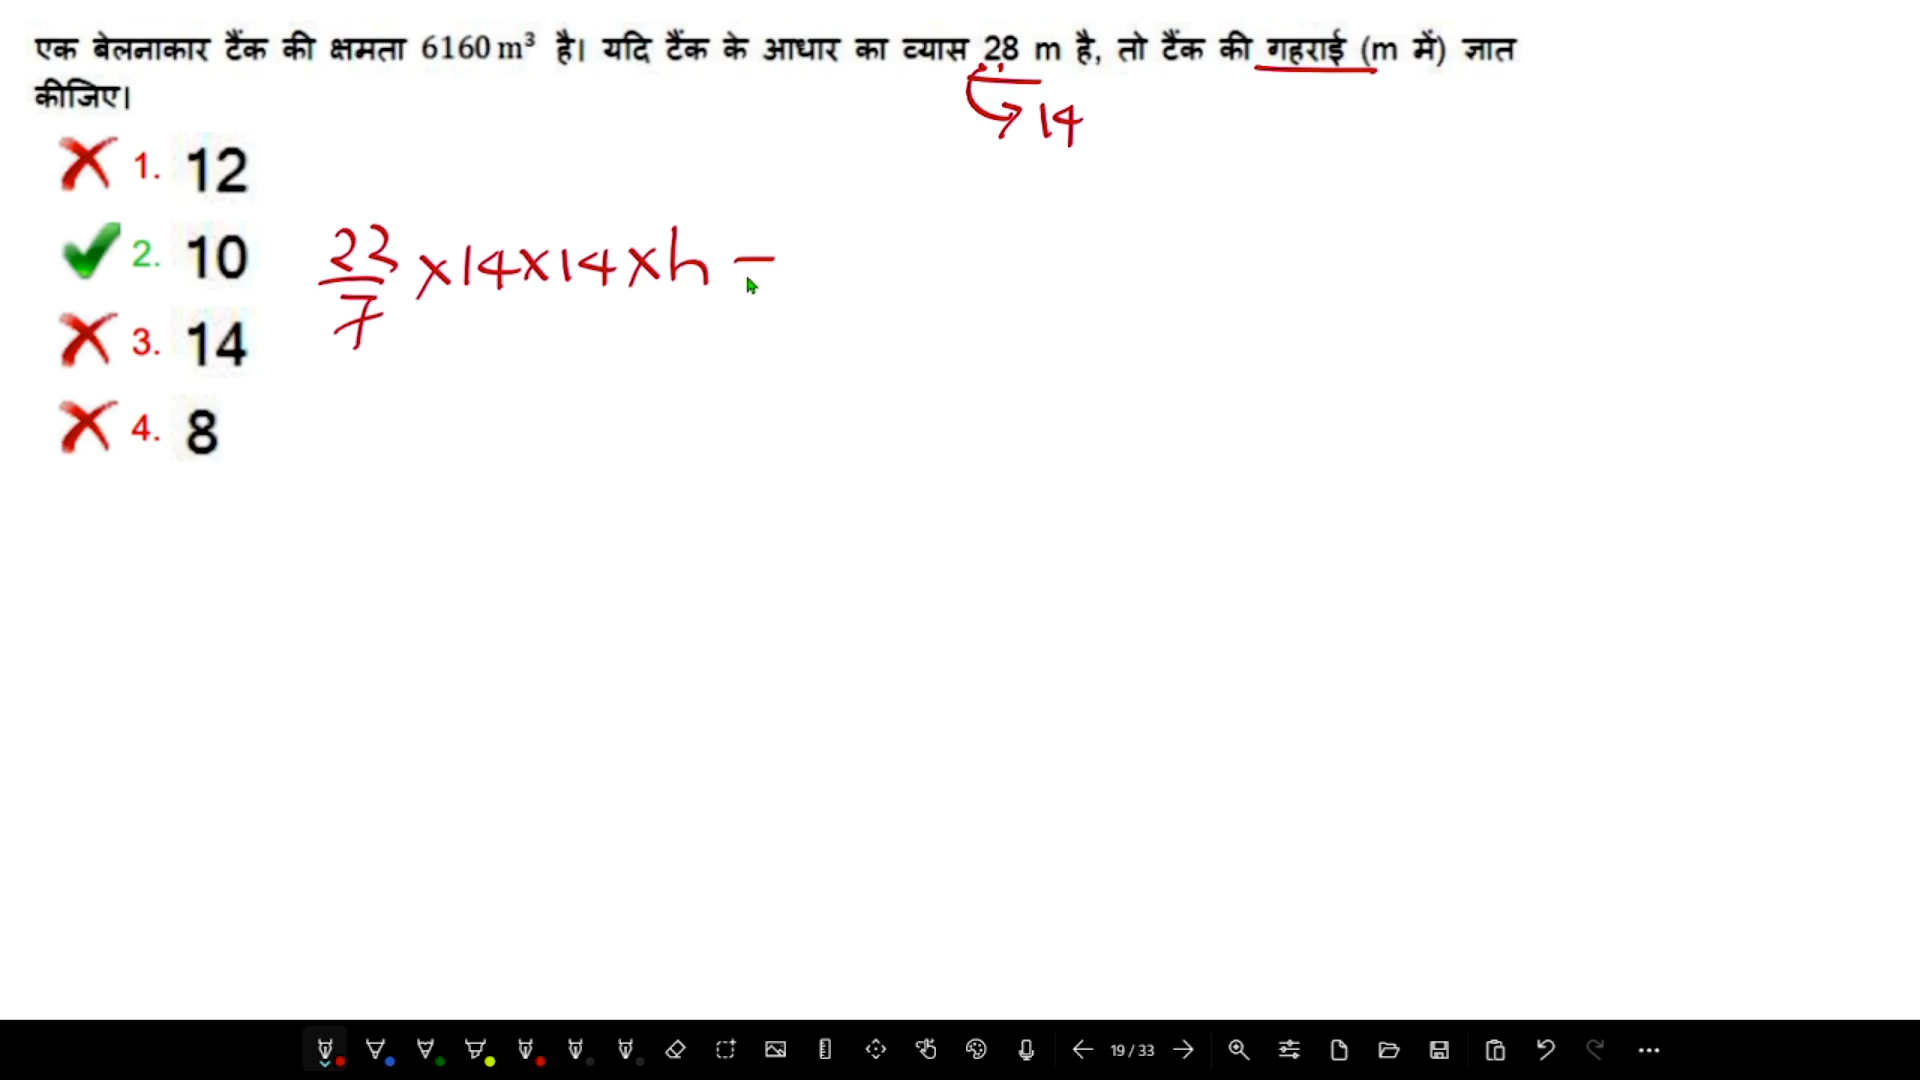 एक बेलनाकार टैंक की क्षमता 6160 m³ है। यदि टैंक के आधार का व्यास 28 m है, तो टैंक की गहराई (m में) ज्ञात
कीजिए।
14
1. 12
2. 10
22/7 ×14×14×h =
3. 14
4. 8
19 / 33